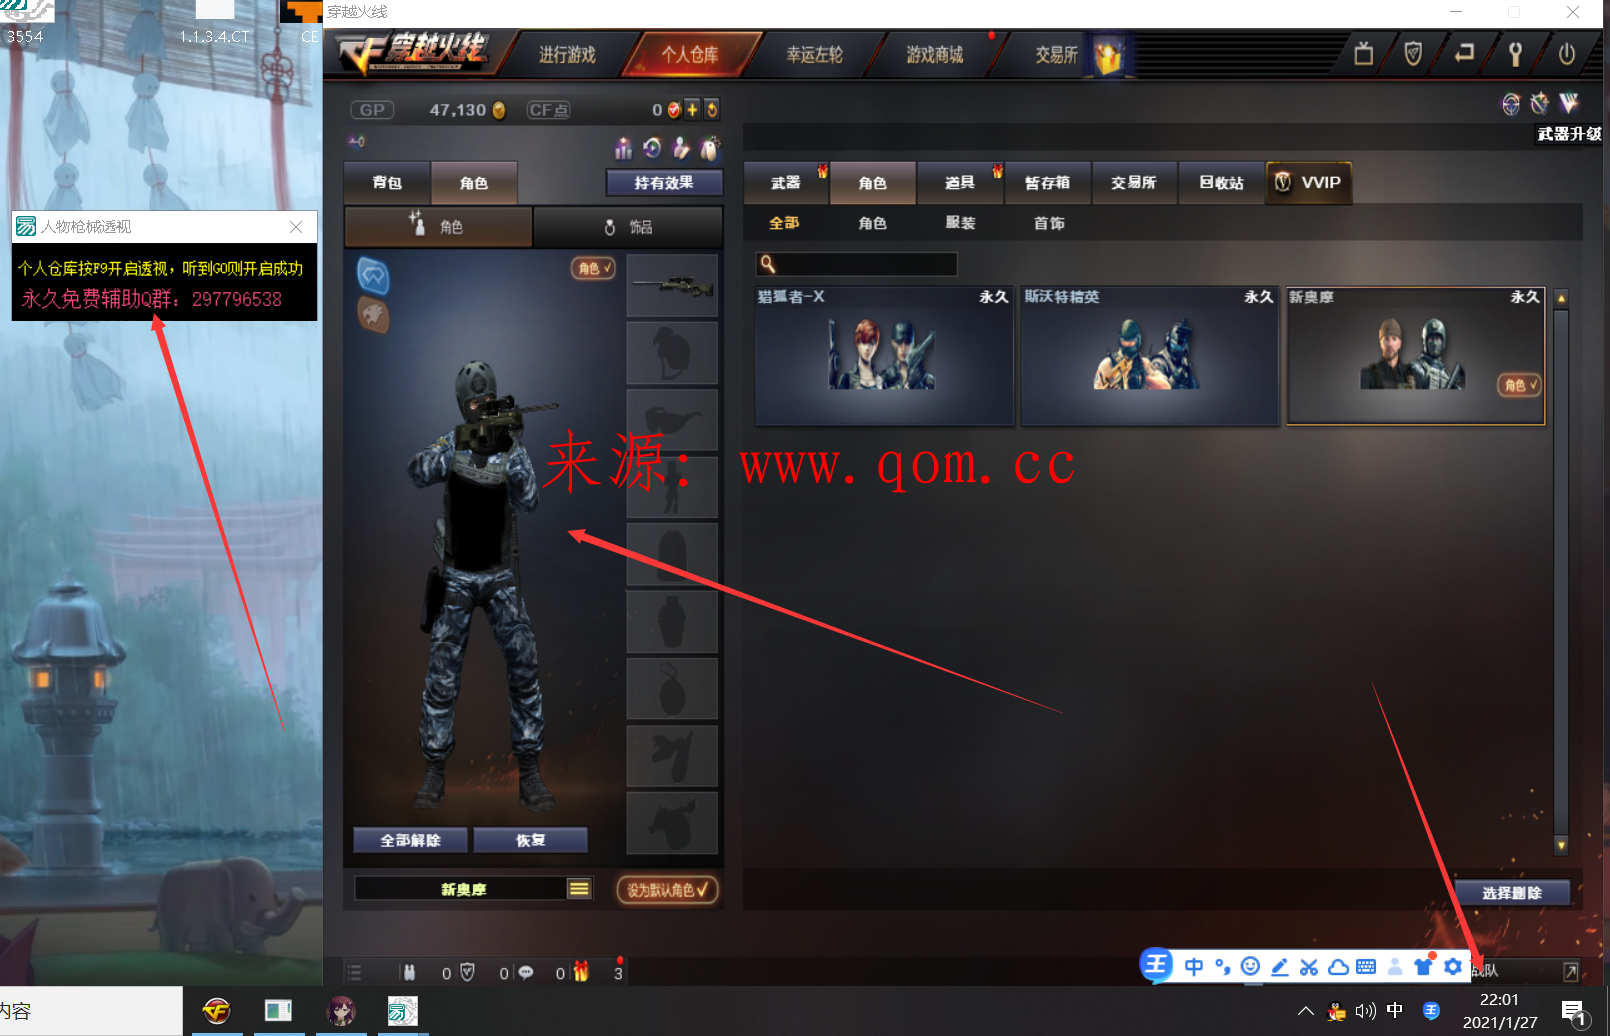 3554
1.1.3.4.CT
CE
穿越火线
穿越火线
进行游戏
个人仓库
幸运左轮
游戏商城
交易所
GP
47,130
CF点
0
武器升级
背包
角色
持有效果
武器
角色
道具
暂存箱
交易所
回收站
VVIP
角色
饰品
全部
角色
服装
首饰
人物枪械透视
个人仓库按F9开启透视，听到GO则开启成功
永久免费辅助Q群：297796538
角色
猎狐者-X
永久
斯沃特精英
永久
新奥摩
永久
角色
来源：www.qom.cc
全部解除
恢复
新奥摩
设为默认角色
选择删除
0
0
0
3
王
中
战队
内容
中
王
22:01
2021/1/27
1